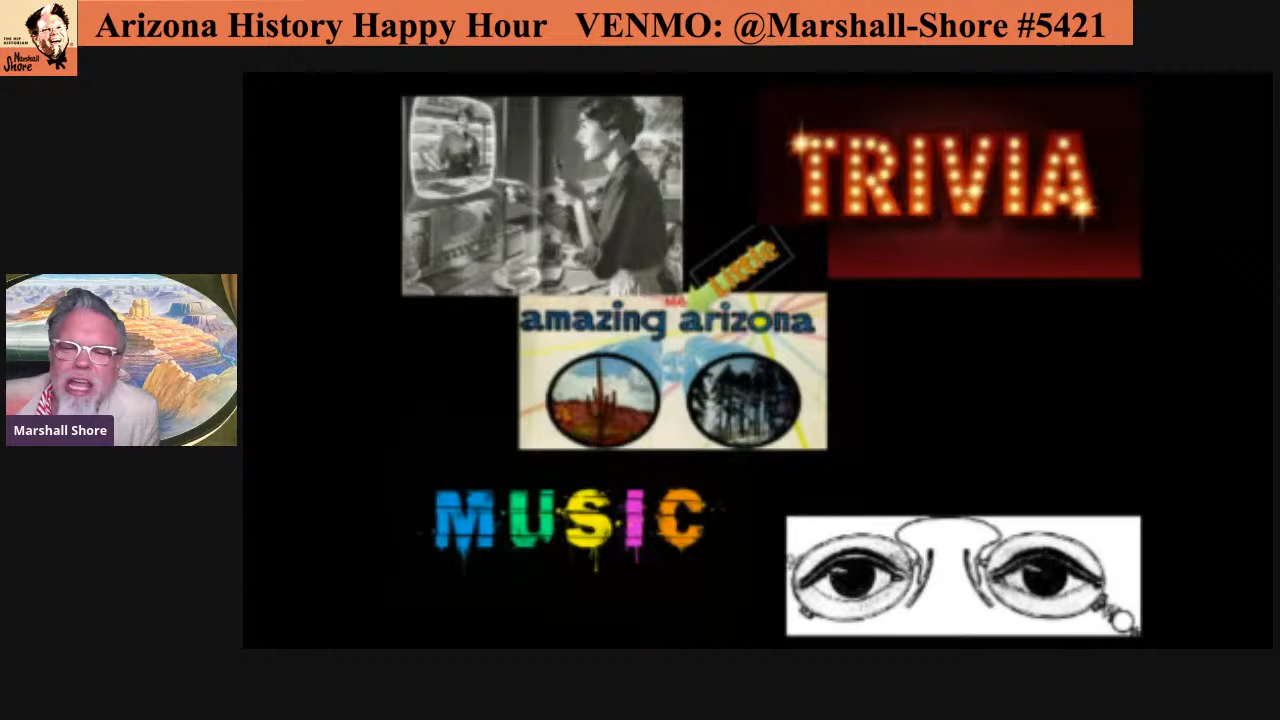 Arizona History Happy Hour VENMO: @Marshall-Shore #5421
THE HIP
HISTORIAN
Marshall
Shore
TRIVIA
Little
amazing arizona
Marshall Shore
MUSIC